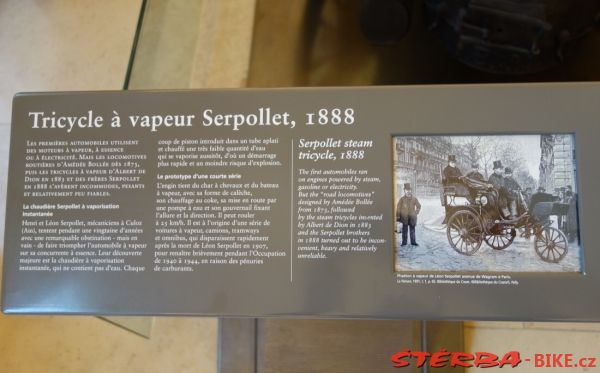 Tricycle à vapeur Serpollet, 1888
Les premières automobiles utilisent
des moteurs à vapeur, à essence
ou à électricité. Mais les locomotives
routières d'Amédée Bollée dès 1873,
puis les tricycles à vapeur d'Albert de
Dion en 1883 et des frères Serpollet
en 1888 s'avèrent incommodes, pesants
et relativement peu fiables.
La chaudière Serpollet à vaporisation
instantanée
Henri et Léon Serpollet, mécaniciens à Culoz
(Ain), tentent pendant une vingtaine d'années
avec une remarquable obstination – mais en
vain - de faire triompher l'automobile à vapeur
sur sa concurrente à essence. Leur découverte
majeure est la chaudière à vaporisation
instantanée, qui ne contient pas d'eau. Chaque
coup de piston introduit dans un tube aplati
et chauffé une très faible quantité d'eau
qui se vaporise aussitôt, d'où un démarrage
plus rapide et un moindre risque d'explosion.
Le prototype d'une courte série
L'engin tient du char à chevaux et du bateau
à vapeur, avec sa forme de calèche,
son chauffage au coke, sa mise en route par
une pompe à eau et son gouvernail fixant
l'allure et la direction. Il peut rouler
à 25 km/h. Il est à l'origine d'une série de
voitures à vapeur, camions, tramways
et omnibus, qui disparaissent rapidement
après la mort de Léon Serpollet en 1907,
pour renaître brièvement pendant l'Occupation
de 1940 à 1944, en raison des pénuries
de carburants.
Serpollet steam
tricycle, 1888
The first automobiles ran
on engines powered by steam,
gasoline or electricity.
But the "road locomotives"
designed by Amédée Bollée
from 1873, followed
by the steam tricycles invented
by Albert de Dion in 1883
and the Serpollet brothers
in 1888 turned out to be incon-
venient, heavy and relatively
unreliable.
Phaéton à vapeur de Léon Serpollet avenue de Wagram à Paris.
STĚRBA-BIKE.cz